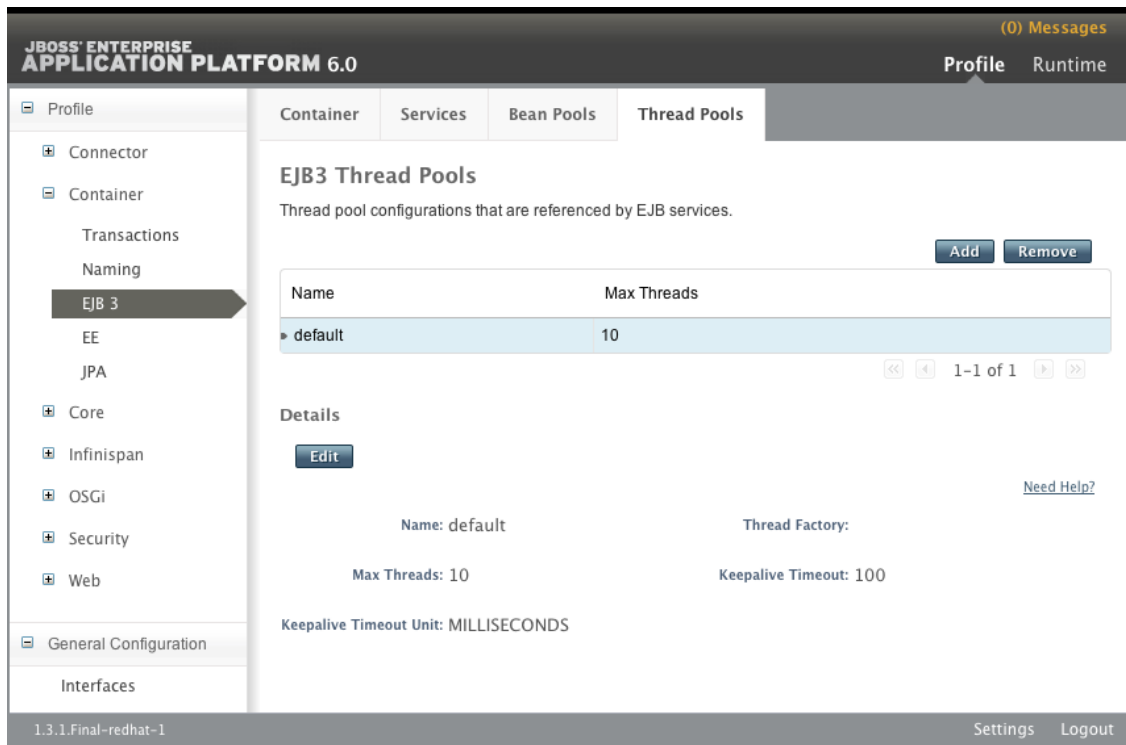 (0) Messages
JBOSS' ENTERPRISE
APPLICATION PLATFORM 6.0
Profile Runtime
Profile
Connector
Container
Transactions
Naming
EJB 3
EE
JPA
Core
Infinispan
OSGi
Security
Web
General Configuration
Interfaces
Container Services Bean Pools Thread Pools
EJB3 Thread Pools
Thread pool configurations that are referenced by EJB services.
Add Remove
Name Max Threads
default 10
1-1 of 1
Details
Edit
Need Help?
Name: default Thread Factory:
Max Threads: 10 Keepalive Timeout: 100
Keepalive Timeout Unit: MILLISECONDS
1.3.1.Final-redhat-1 Settings Logout